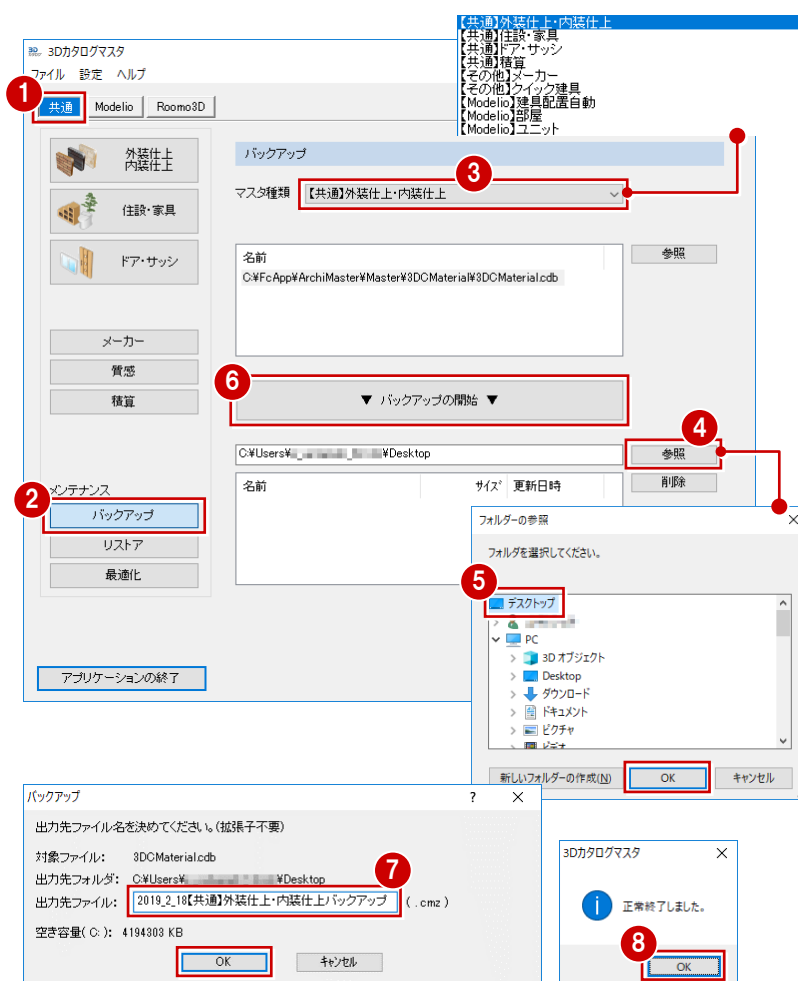 【共通】外装仕上・内装仕上
【共通】住設・家具
【共通】ドア・サッシ
【共通】積算
【その他】メーカー
【その他】クイック建具
【Modelio】建具配置自動
【Modelio】部屋
【Modelio】ユニット
3Dカタログマスタ
ファイル 設定 ヘルプ
1
共通 Modelio Roomo3D
外装仕上
内装仕上
住設・家具
ドア・サッシ
メーカー
質感
積算
メンテナンス
2
バックアップ
リストア
最適化
アプリケーションの終了
バックアップ
3
マスタ種類 【共通】外装仕上・内装仕上
名前
参照
C:¥FcApp¥ArchiMaster¥Master¥3DCMaterial¥3DCMaterial.cdb
6
▼ バックアップの開始 ▼
4
C:¥Users¥ ¥Desktop
参照
名前 サイズ 更新日時
削除
フォルダーの参照
フォルダを選択してください。
5
デスクトップ
PC
3D オブジェクト
Desktop
ダウンロード
ドキュメント
ピクチャ
ビデオ
新しいフォルダーの作成(N) OK キャンセル
バックアップ ?
出力先ファイル名を決めてください。(拡張子不要)
対象ファイル: 3DCMaterial.cdb
7
出力先フォルダ: C:¥Users¥ ¥Desktop
出力先ファイル: 2019_2_18【共通】外装仕上・内装仕上バックアップ (.cmz)
空き容量( C: ): 4194303 KB
OK キャンセル
3Dカタログマスタ
正常終了しました。
8
OK